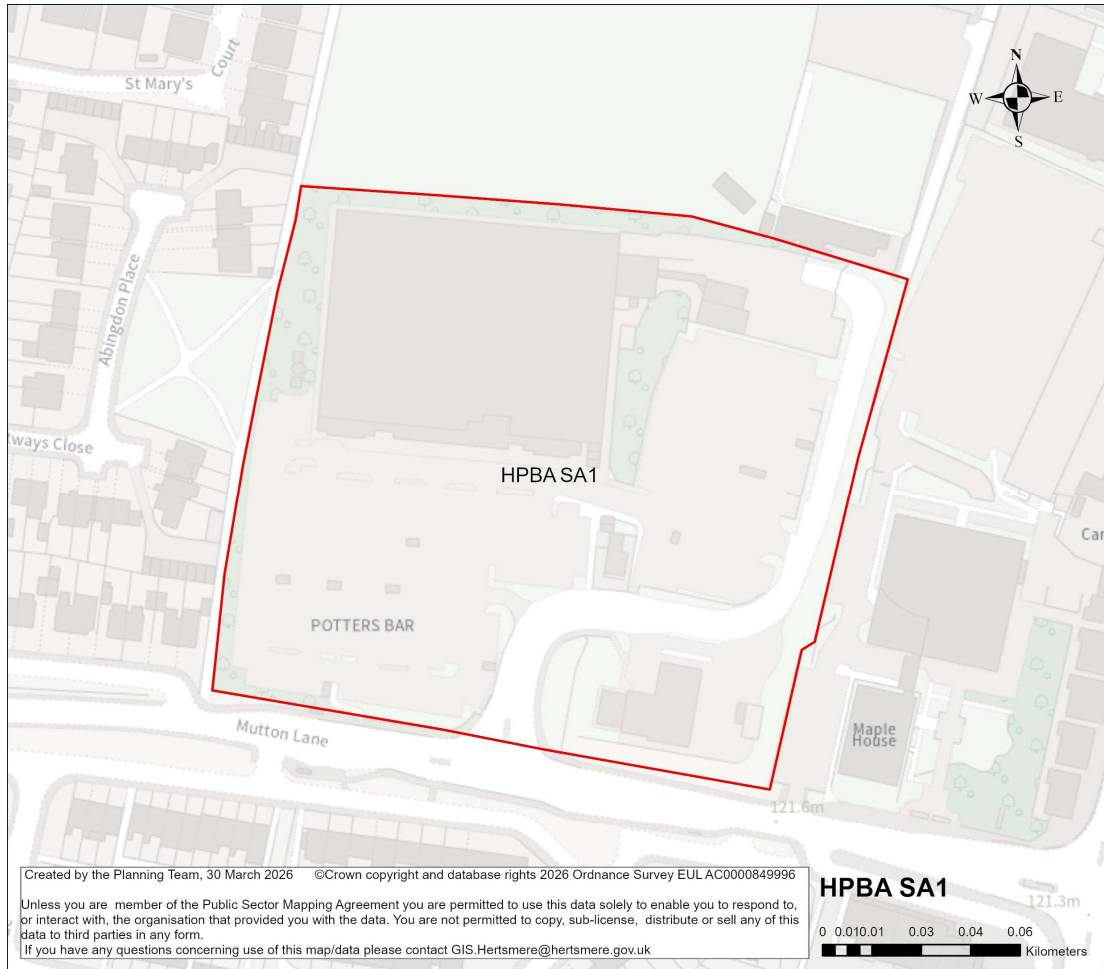 N
W E
S
St Mary's Court
Abingdon Place
tways Close
HPBA SA1
POTTERS BAR
Mutton Lane
Maple
House
Car
121.6m
121.3m
Created by the Planning Team, 30 March 2026 ©Crown copyright and database rights 2026 Ordnance Survey EUL AC0000849996
Unless you are member of the Public Sector Mapping Agreement you are permitted to use this data solely to enable you to respond to,
or interact with, the organisation that provided you with the data. You are not permitted to copy, sub-license, distribute or sell any of this
data to third parties in any form.
If you have any questions concerning use of this map/data please contact GIS.Hertsmere@hertsmere.gov.uk
HPBA SA1
0 0.010.01 0.03 0.04 0.06
Kilometers